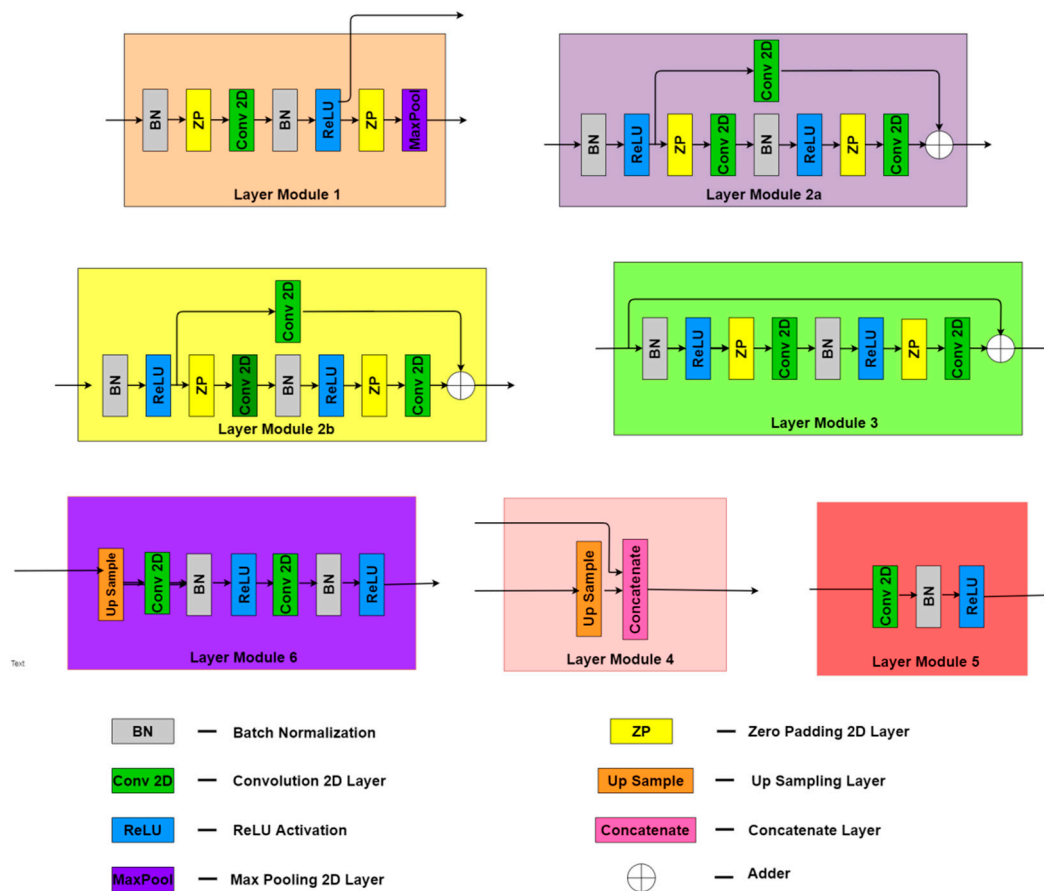 BN
ZP
Conv 2D
BN
ReLU
ZP
MaxPool
Layer Module 1
Conv 2D
BN
ReLU
ZP
Conv 2D
BN
ReLU
ZP
Conv 2D
Layer Module 2a
Conv 2D
BN
ReLU
ZP
Conv 2D
BN
ReLU
ZP
Conv 2D
Layer Module 2b
BN
ReLU
ZP
Conv 2D
BN
ReLU
ZP
Conv 2D
Layer Module 3
Up Sample
Conv 2D
BN
ReLU
Conv 2D
BN
ReLU
Layer Module 6
Text
Up Sample
Concatenate
Layer Module 4
Conv 2D
BN
ReLU
Layer Module 5
BN — Batch Normalization
Conv 2D — Convolution 2D Layer
ReLU — ReLU Activation
MaxPool — Max Pooling 2D Layer
ZP — Zero Padding 2D Layer
Up Sample — Up Sampling Layer
Concatenate — Concatenate Layer
— Adder